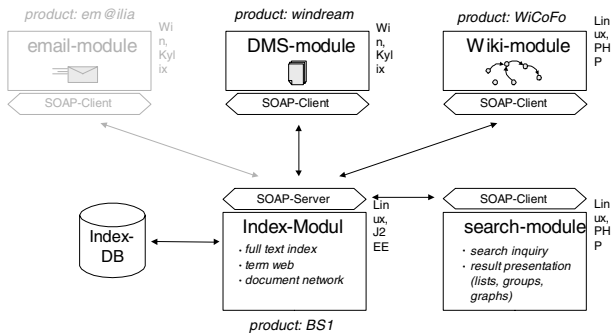 product: em@ilia
email-module
SOAP-Client
Wi
n,
Kyl
ix
product: windream
DMS-module
SOAP-Client
Wi
n,
Kyl
ix
product: WiCoFo
Wiki-module
SOAP-Client
Lin
ux,
PH
P
SOAP-Server
Index-Modul
• full text index
• term web
• document network
Lin
ux,
J2
EE
product: BS1
Index-
DB
SOAP-Client
search-module
• search inquiry
• result presentation
(lists, groups,
graphs)
Lin
ux,
PH
P